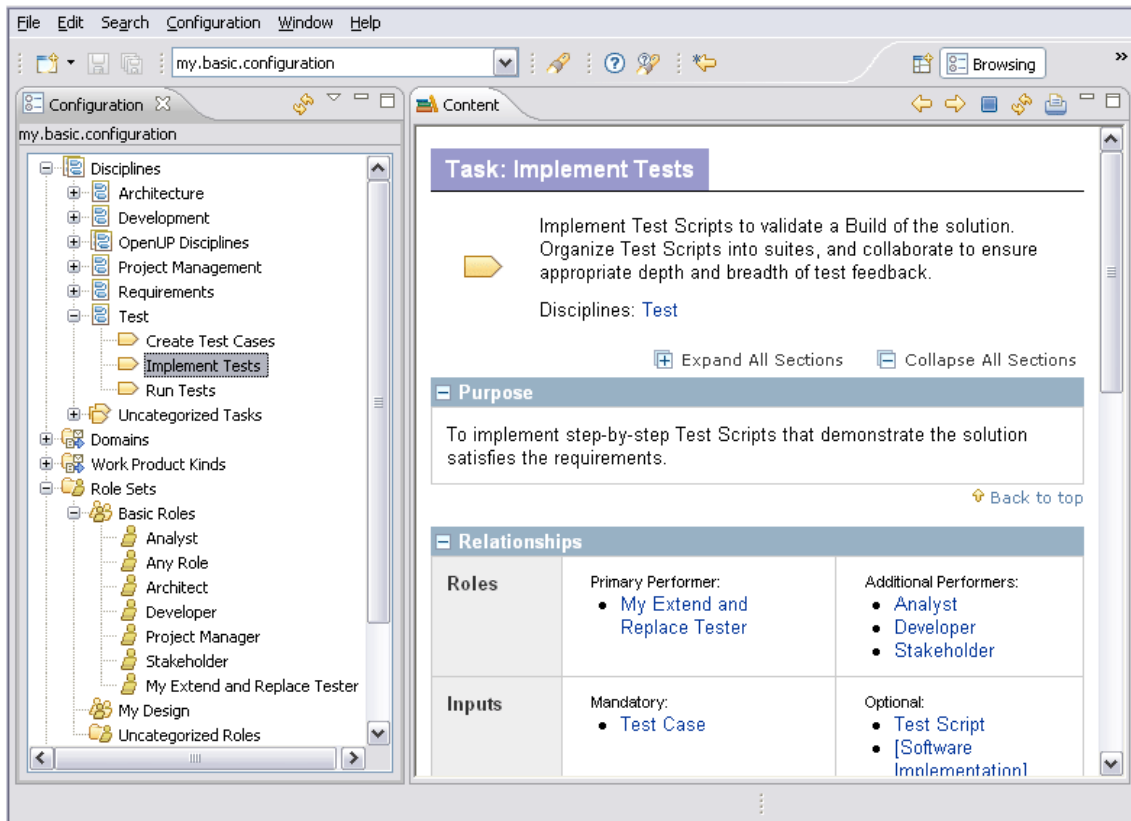 File Edit Search Configuration Window Help
my.basic.configuration
Browsing
»
Configuration
my.basic.configuration
Disciplines
Architecture
Development
OpenUP Disciplines
Project Management
Requirements
Test
Create Test Cases
Implement Tests
Run Tests
Uncategorized Tasks
Domains
Work Product Kinds
Role Sets
Basic Roles
Analyst
Any Role
Architect
Developer
Project Manager
Stakeholder
My Extend and Replace Tester
My Design
Uncategorized Roles
Content
Task: Implement Tests
Implement Test Scripts to validate a Build of the solution.
Organize Test Scripts into suites, and collaborate to ensure
appropriate depth and breadth of test feedback.
Disciplines: Test
Expand All Sections Collapse All Sections
Purpose
To implement step-by-step Test Scripts that demonstrate the solution
satisfies the requirements.
Back to top
Relationships
Roles
Primary Performer:
• My Extend and
Replace Tester
Additional Performers:
• Analyst
• Developer
• Stakeholder
Inputs
Mandatory:
• Test Case
Optional:
• Test Script
• [Software
Implementation]